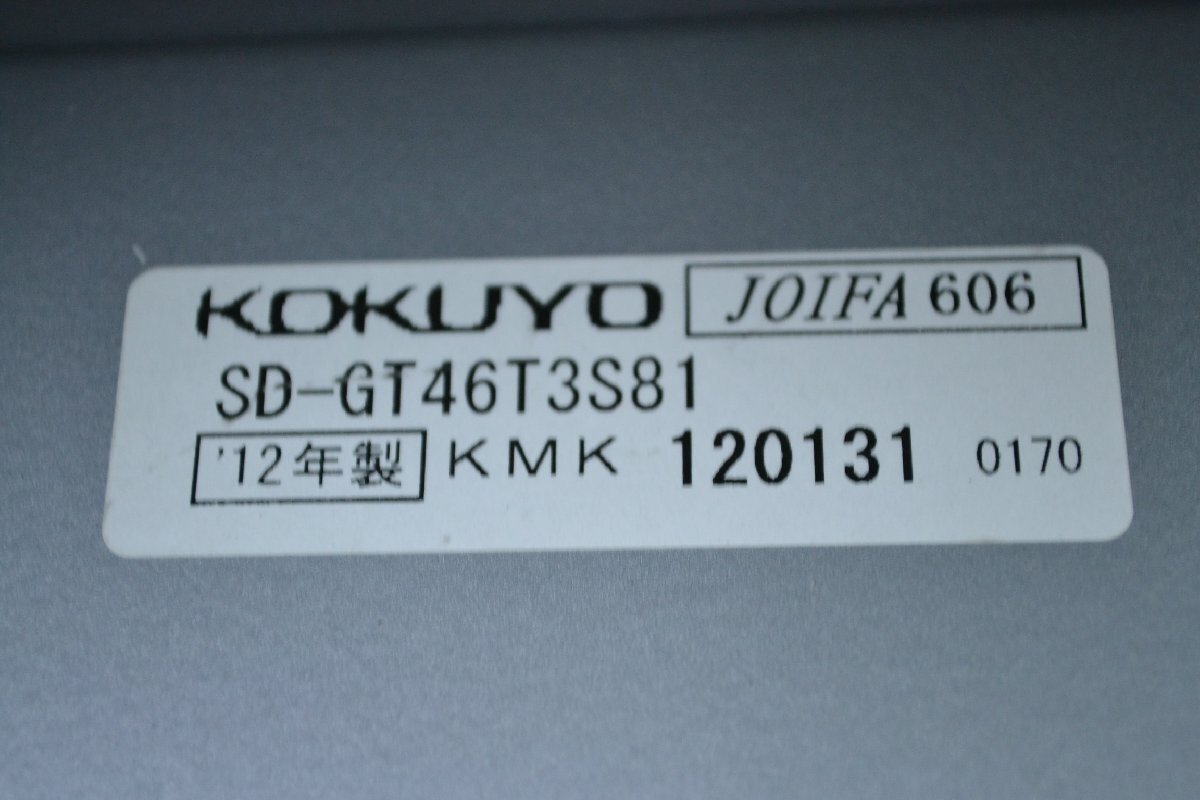 KOKUYO JOIFA 606
SD-GT46T3S81
'12年製 KMK 120131 0170